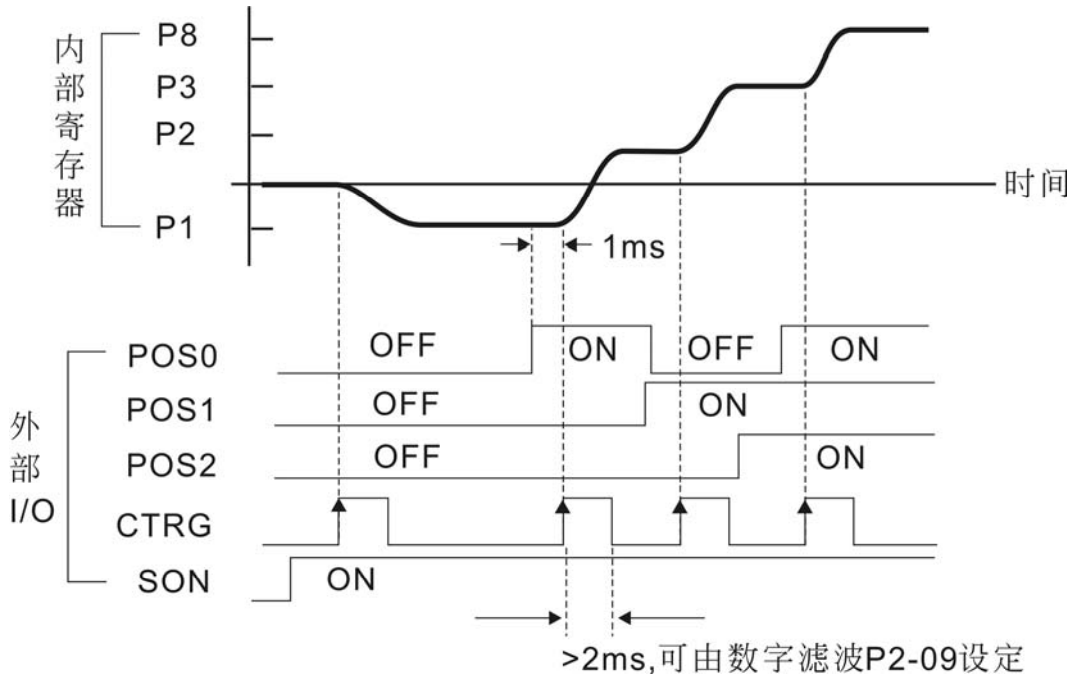 内部寄存器
P8
P3
P2
P1
时间
1ms
外部I/O
POS0 OFF ON OFF ON
POS1 OFF ON
POS2 OFF ON
CTRG
SON ON
>2ms,可由数字滤波P2-09设定